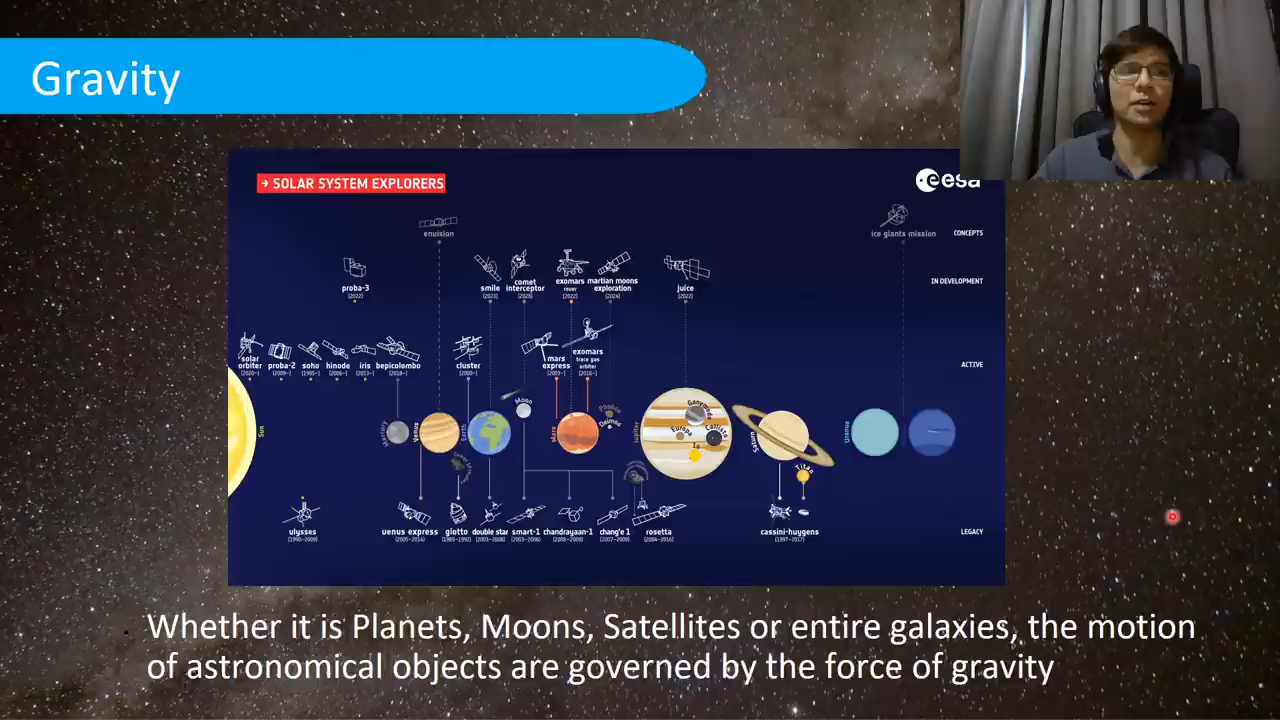 Gravity
→ SOLAR SYSTEM EXPLORERS
eesa
envision
ice giants mission
CONCEPTS
proba-3
[2022]
smile
[2023]
comet
interceptor
exomars
rover
[2022]
martian moons
exploration
[2024]
juice
[2022]
IN DEVELOPMENT
solar
orbiter
[2020-]
proba-2
[2009-]
soho
[1995-]
hinode
[2006-]
iris
[2013-]
bepicolombo
[2018-]
cluster
[2000-]
mars
express
[2003-]
exomars
trace gas
orbiter
[2016-]
ACTIVE
Sun
Mercury
Venus
Earth
Moon
Mars
Phobos
Deimos
Jupiter
Ganymede
Europa
Callisto
Io
Saturn
Titan
Uranus
ulysses
[1990-2009]
venus express
[2005-2014]
giotto
[1985-1992]
double star
[2003-2008]
smart-1
[2003-2006]
chandrayaan-1
[2008-2009]
chang'e 1
[2007-2009]
rosetta
[2004-2016]
cassini-huygens
[1997-2017]
LEGACY
Whether it is Planets, Moons, Satellites or entire galaxies, the motion
of astronomical objects are governed by the force of gravity